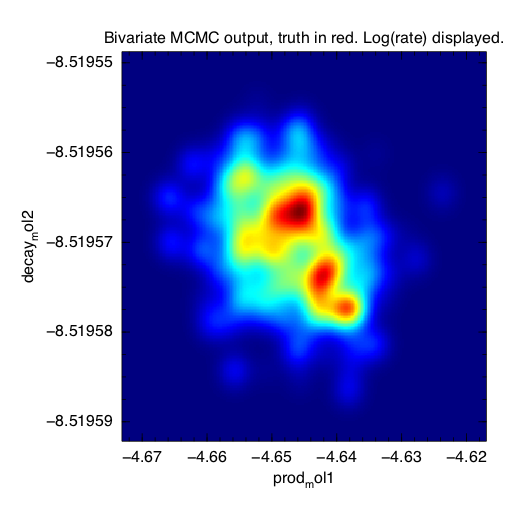 Bivariate MCMC output, truth in red. Log(rate) displayed.
−8.51955
−8.51956
−8.51957
−8.51958
−8.51959
decay_mol2
−4.67 −4.66 −4.65 −4.64 −4.63 −4.62
prod_mol1